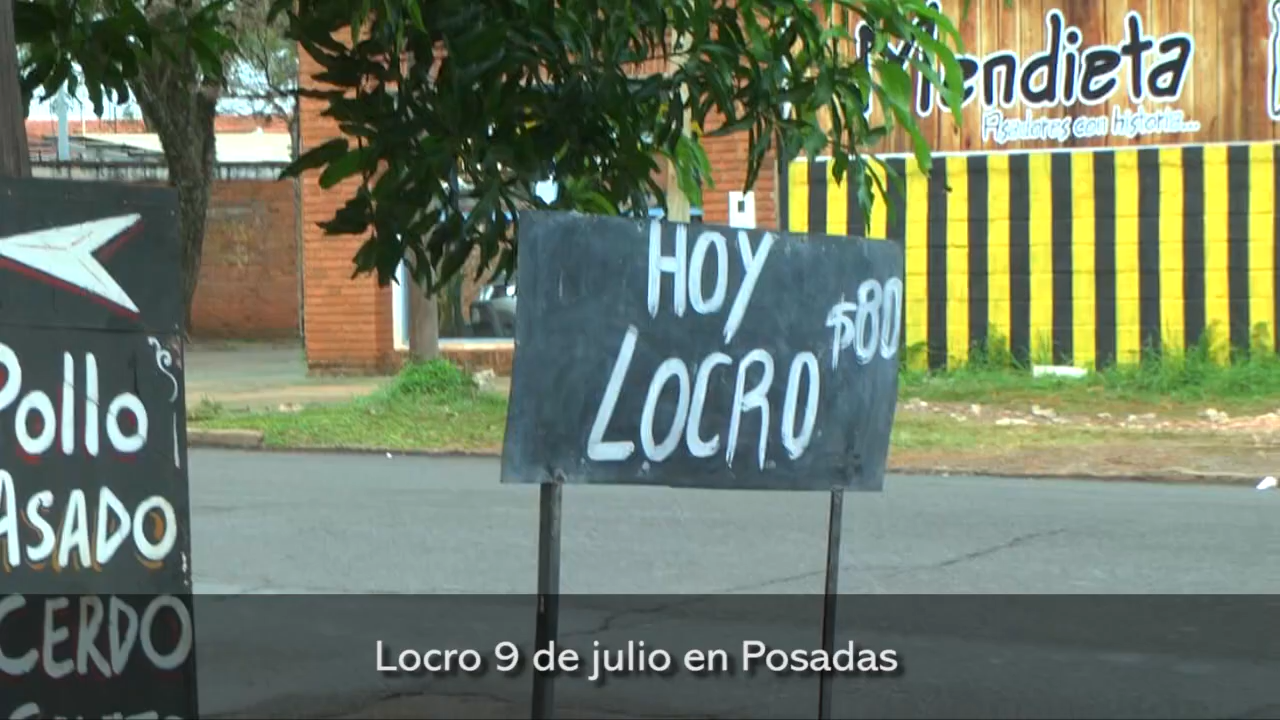 Mendieta
Asadores con historia...
HOY
$80
LOCRO
Pollo
ASADO
CERDO
Locro 9 de julio en Posadas